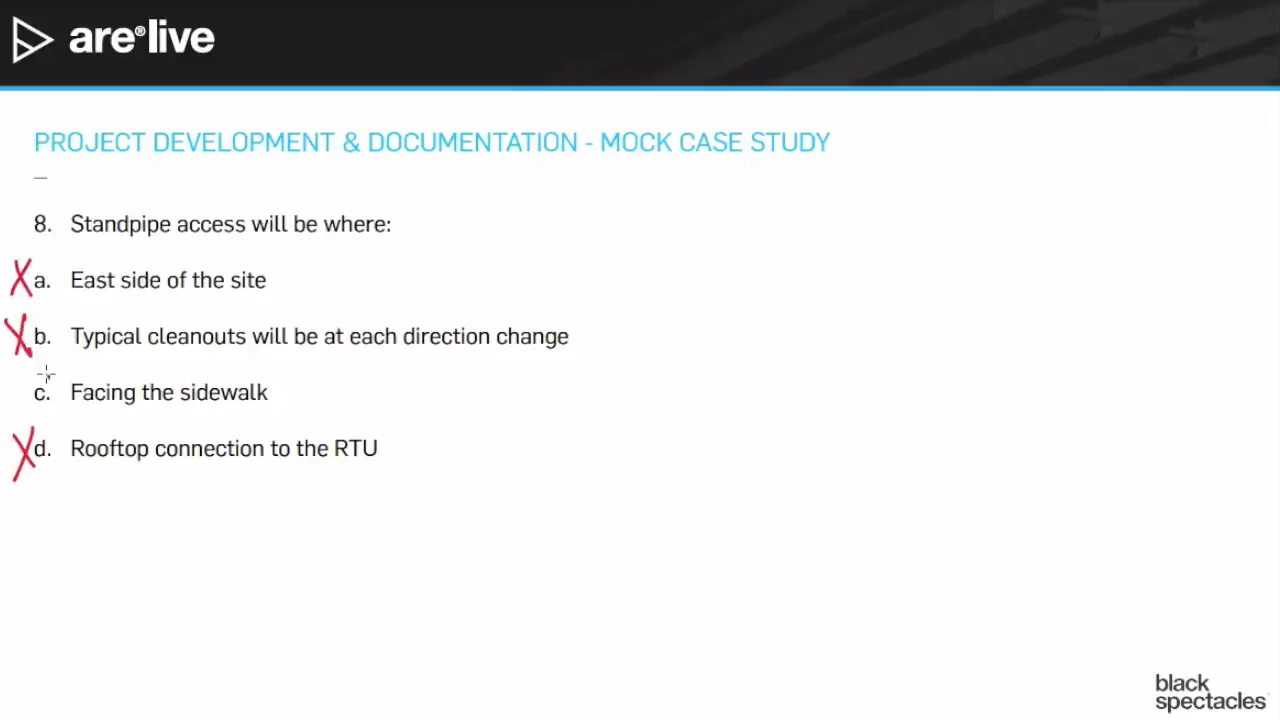 are®live
PROJECT DEVELOPMENT & DOCUMENTATION - MOCK CASE STUDY
—
8. Standpipe access will be where:
X a. East side of the site
X b. Typical cleanouts will be at each direction change
c. Facing the sidewalk
X d. Rooftop connection to the RTU
black
spectacles